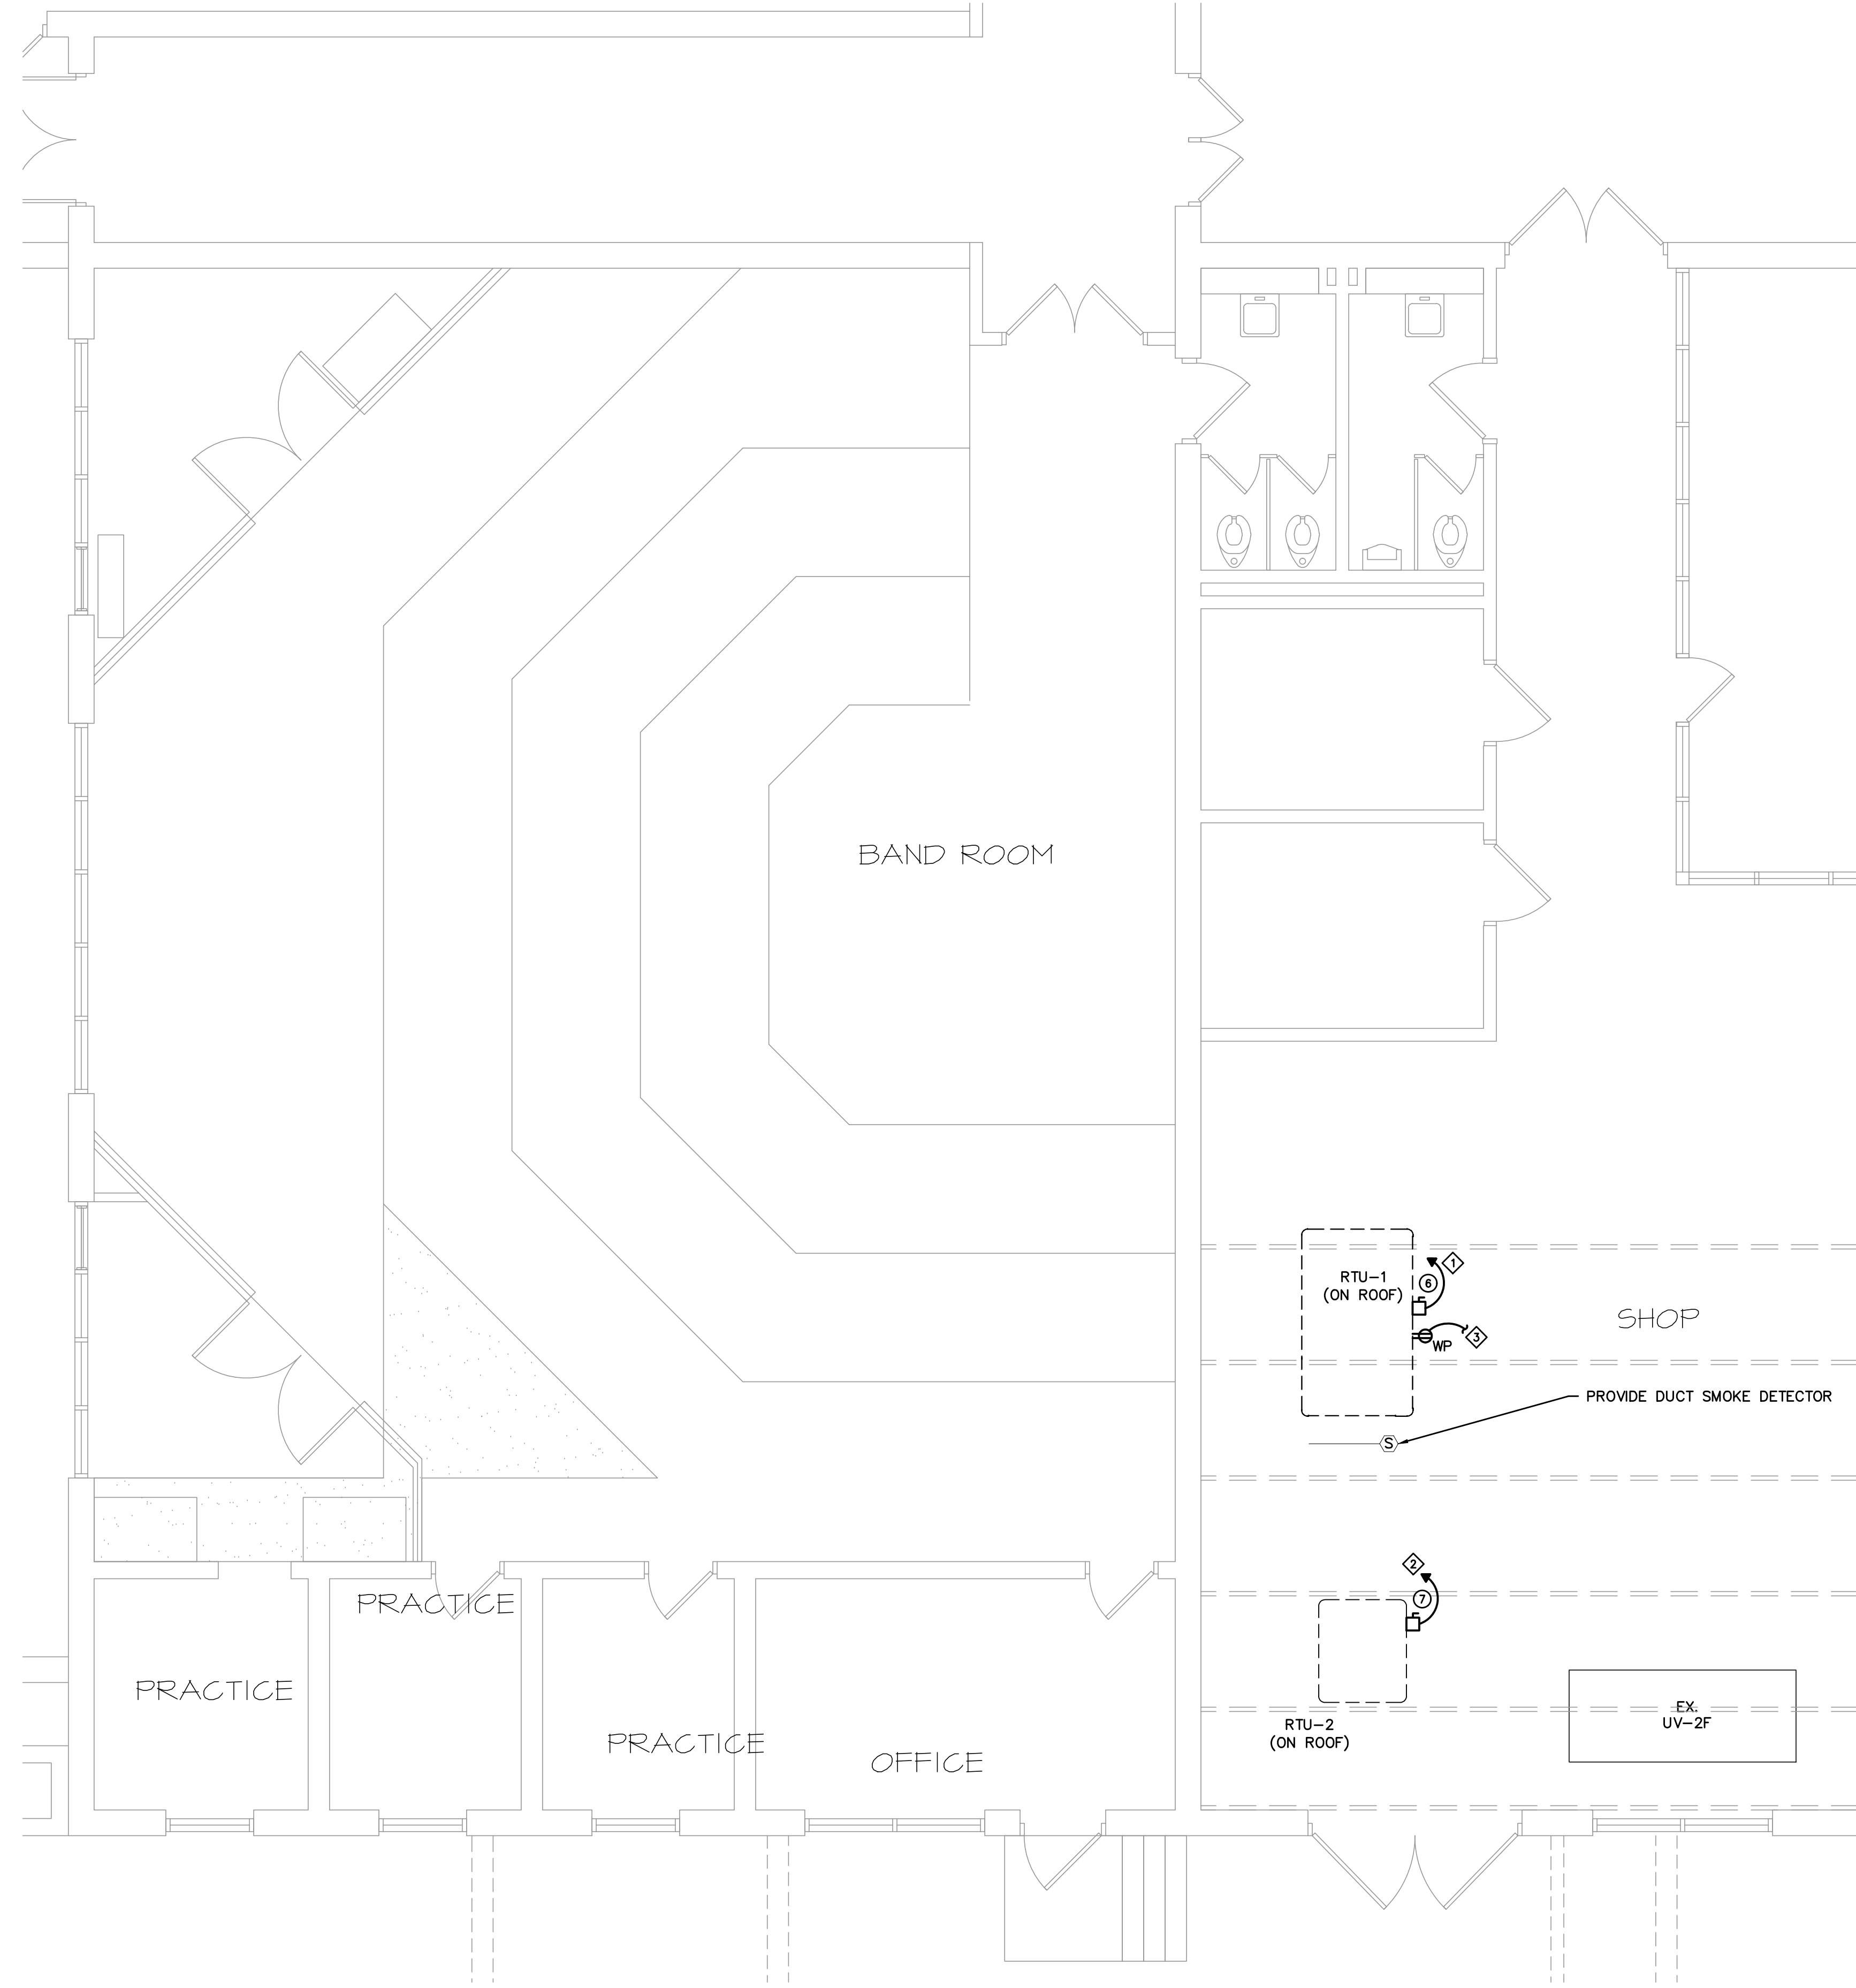 BAND ROOM
RTU-1
(ON ROOF)
1
6
3
WP
SHOP
PROVIDE DUCT SMOKE DETECTOR
S
2
7
PRACTICE
PRACTICE
PRACTICE
OFFICE
RTU-2
(ON ROOF)
EX.
UV-2F